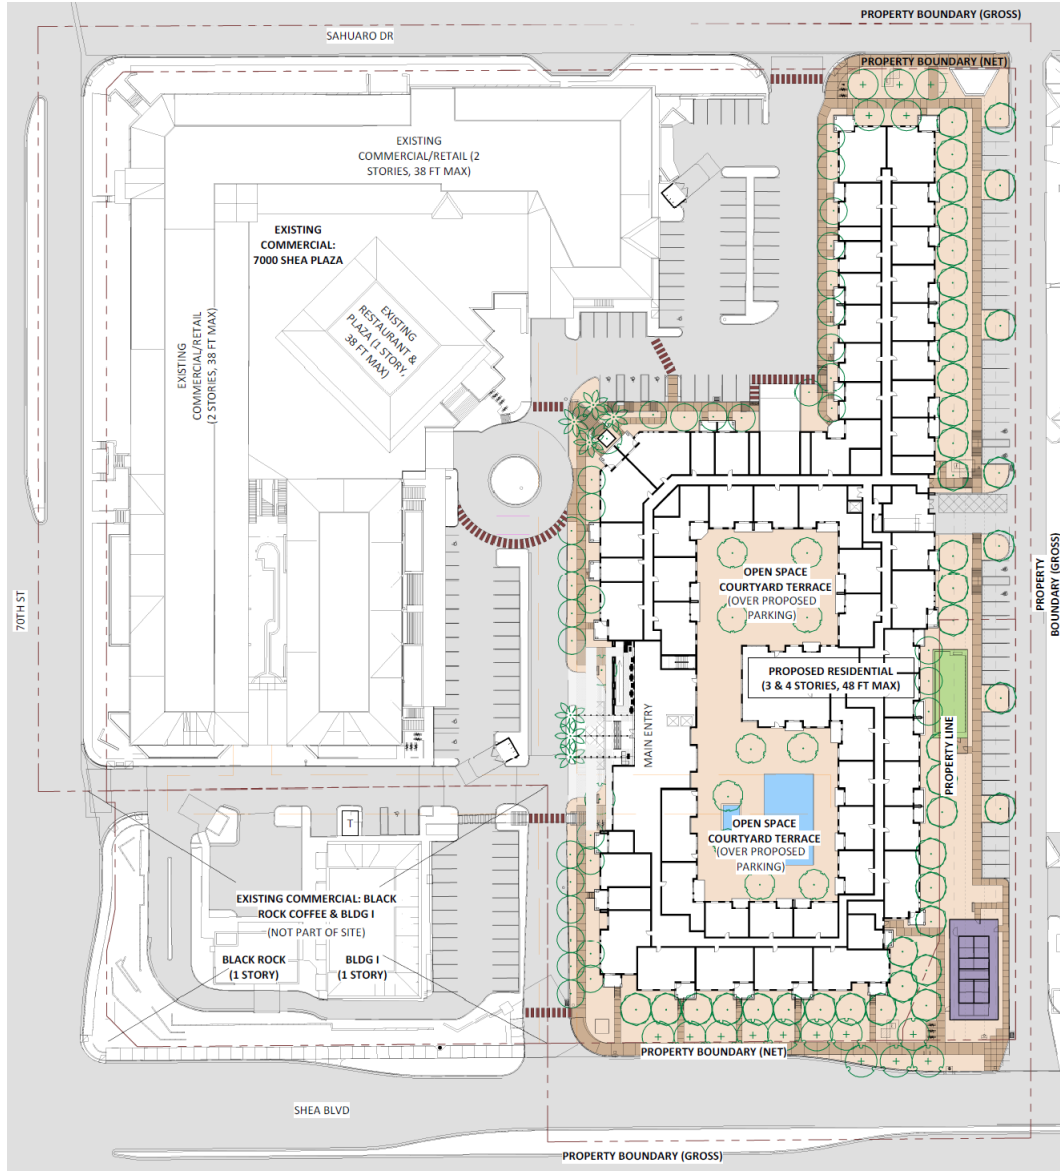 PROPERTY BOUNDARY (GROSS)
SAHUARO DR
PROPERTY BOUNDARY (NET)
EXISTING
COMMERCIAL/RETAIL (2
STORIES, 38 FT MAX)
EXISTING
COMMERCIAL:
7000 SHEA PLAZA
EXISTING
RESTAURANT &
PLAZA (1 STORY,
38 FT MAX)
EXISTING
COMMERCIAL/RETAIL
(2 STORIES, 38 FT MAX)
70TH ST
OPEN SPACE
COURTYARD TERRACE
(OVER PROPOSED
PARKING)
PROPERTY
BOUNDARY (GROSS)
PROPOSED RESIDENTIAL
(3 & 4 STORIES, 48 FT MAX)
MAIN ENTRY
PROPERTY LINE
T
OPEN SPACE
COURTYARD TERRACE
(OVER PROPOSED
PARKING)
EXISTING COMMERCIAL: BLACK
ROCK COFFEE & BLDG I
(NOT PART OF SITE)
BLACK ROCK
(1 STORY)
BLDG I
(1 STORY)
PROPERTY BOUNDARY (NET)
SHEA BLVD
PROPERTY BOUNDARY (GROSS)